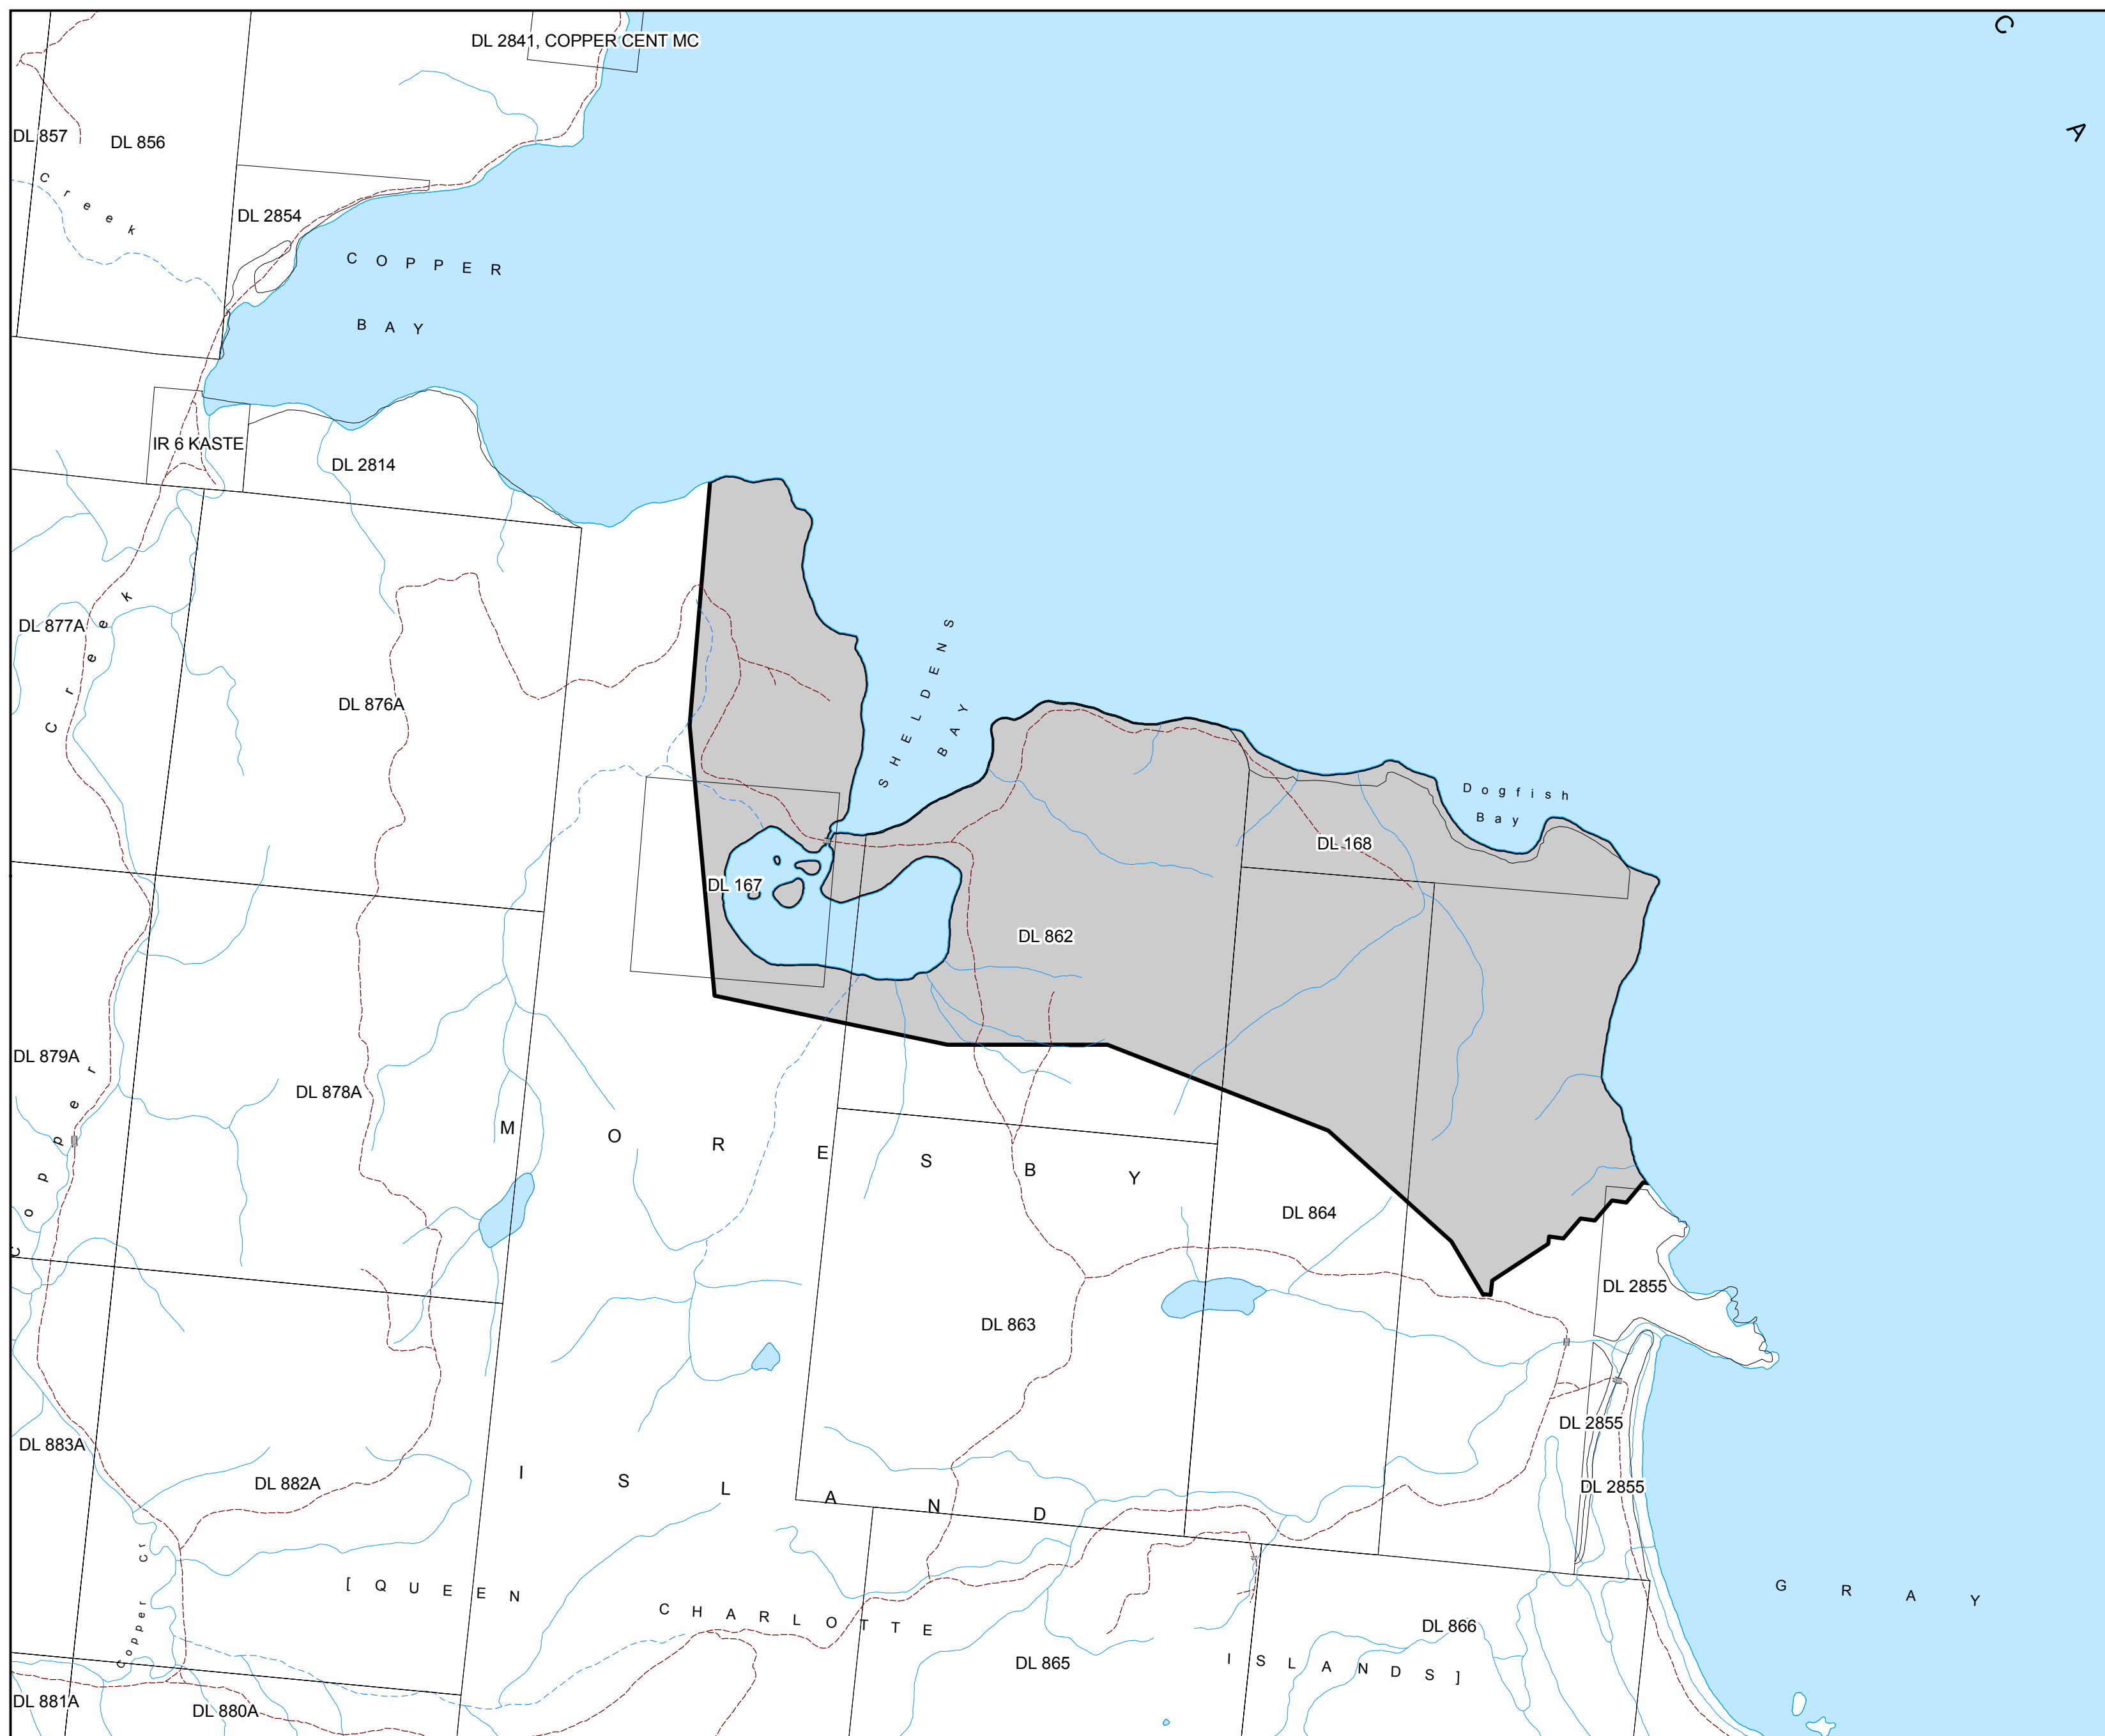 C
A
DL 2841, COPPER CENT MC
DL 857
DL 856
Creek
DL 2854
COPPER
BAY
IR 6 KASTE
DL 2814
DL 877A
Creek
DL 876A
SHELDENS
BAY
Dogfish
Bay
DL 168
DL 167
DL 862
DL 879A
DL 878A
Copper
MORESBY
DL 864
DL 2855
DL 863
DL 2855
DL 883A
DL 882A
ISLAND
DL 2855
Copper Cr
[QUEEN
CHARLOTTE
ISLANDS]
GRAY
DL 866
DL 865
DL 881A
DL 880A